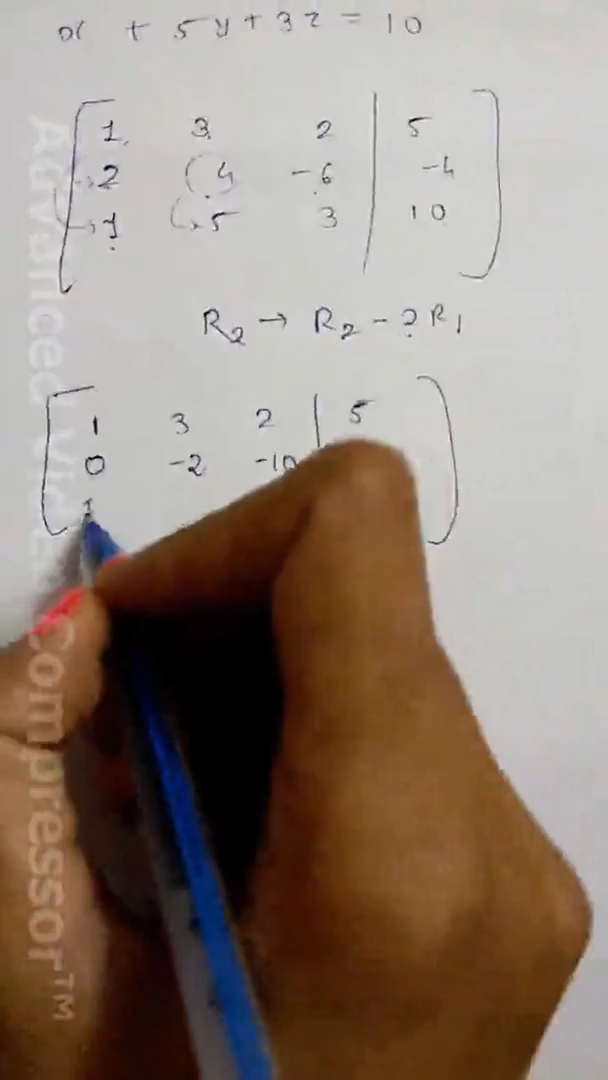 x + 5y + 3z = 10
1 3 2 5
2 4 -6 -4
1 5 3 10
R2 → R2 - 2R1
1 3 2 5
0 -2 -10
1
Advanced Video Compressor™